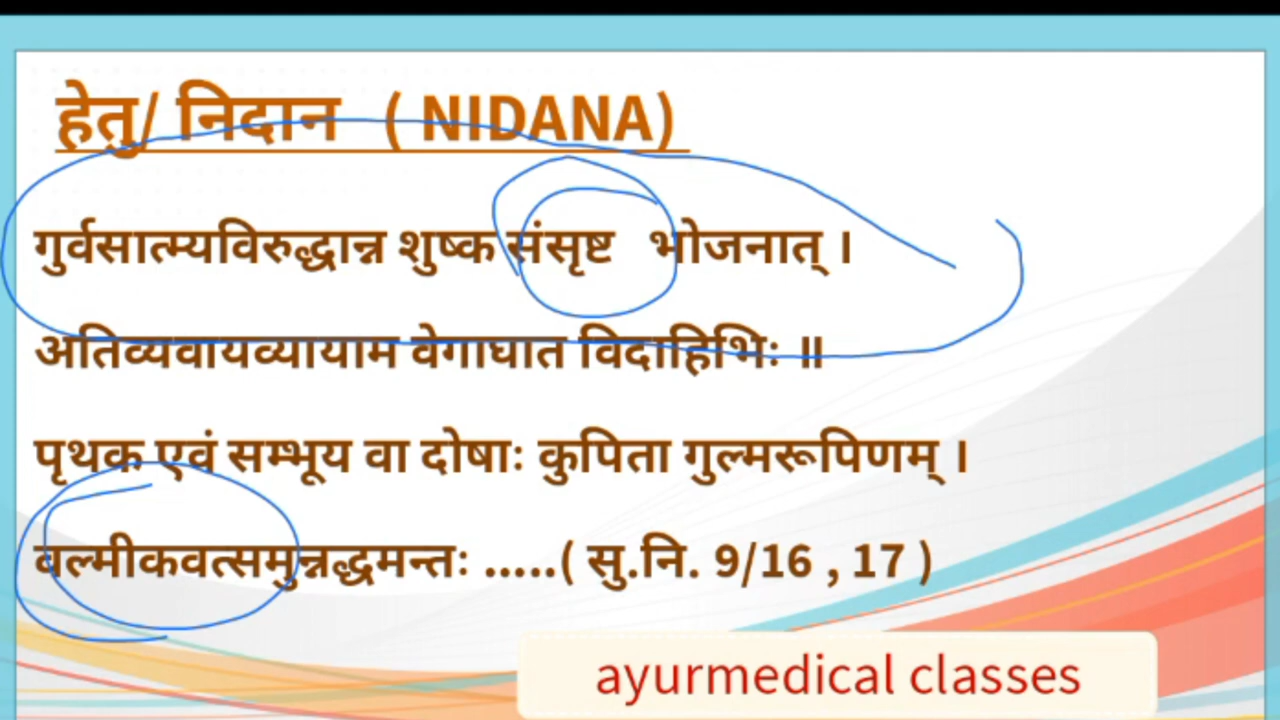 हेतु/ निदान ( NIDANA)
गुर्वसात्म्यविरुद्धान्न शुष्क संसृष्ट भोजनात् ।
अतिव्यवायव्यायाम वेगाघात विदाहिभिः ॥
पृथक एवं सम्भूय वा दोषाः कुपिता गुल्मरूपिणम् ।
वल्मीकवत्समुन्नद्धमन्तः .....( सु.नि. 9/16 , 17 )
ayurmedical classes